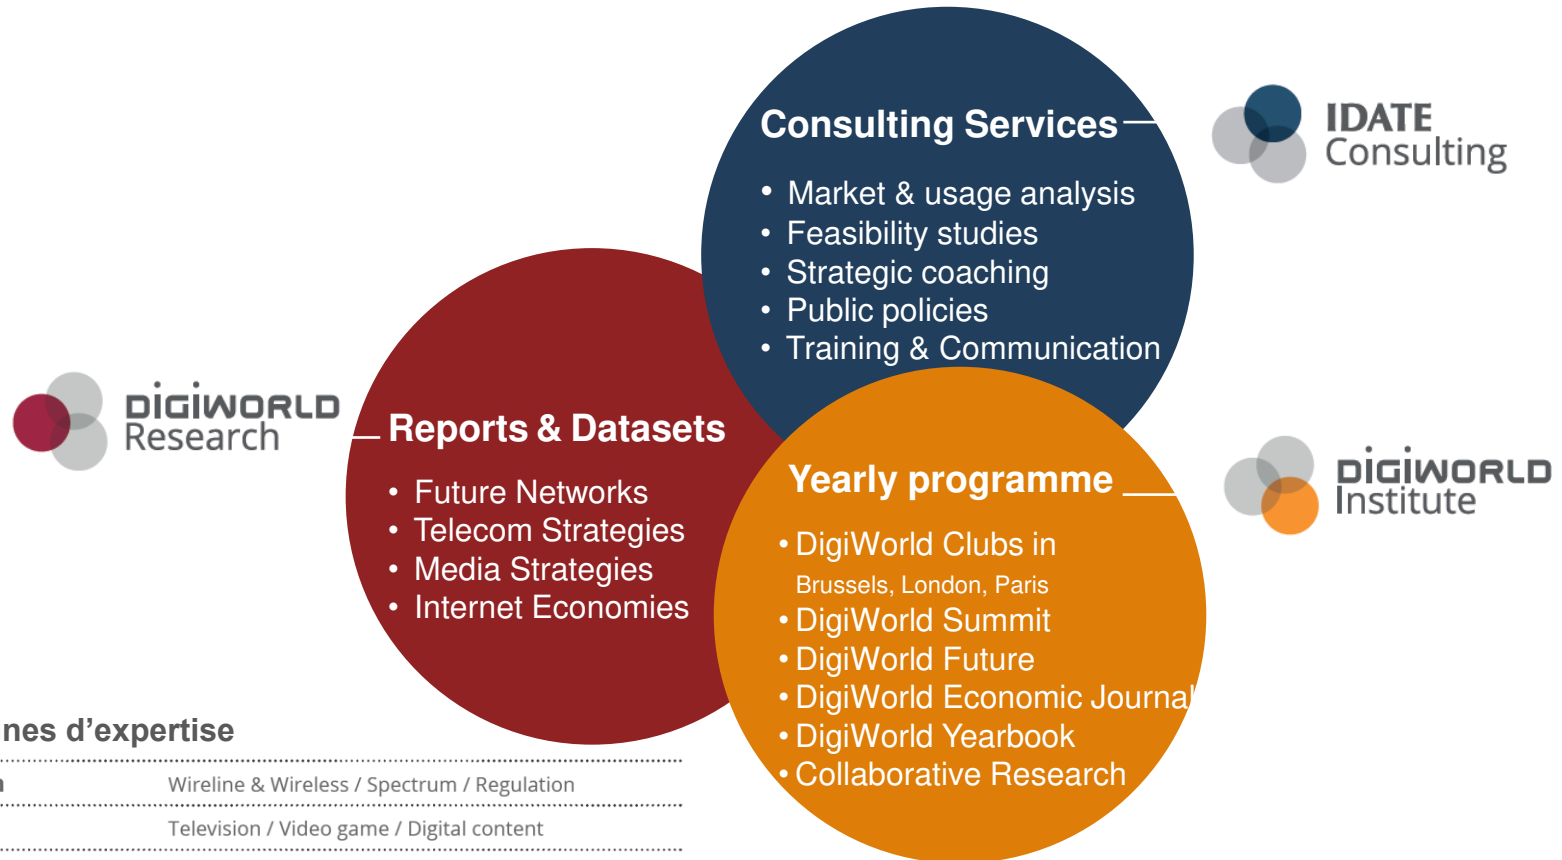 Consulting Services
• Market & usage analysis
• Feasibility studies
• Strategic coaching
• Public policies
• Training & Communication
IDATE
Consulting
DIGIWORLD
Research
Reports & Datasets
• Future Networks
• Telecom Strategies
• Media Strategies
• Internet Economies
Yearly programme
• DigiWorld Clubs in
Brussels, London, Paris
• DigiWorld Summit
• DigiWorld Future
• DigiWorld Economic Journal
• DigiWorld Yearbook
• Collaborative Research
DIGIWORLD
Institute
d’expertise
Wireline & Wireless / Spectrum / Regulation
Television / Video game / Digital content